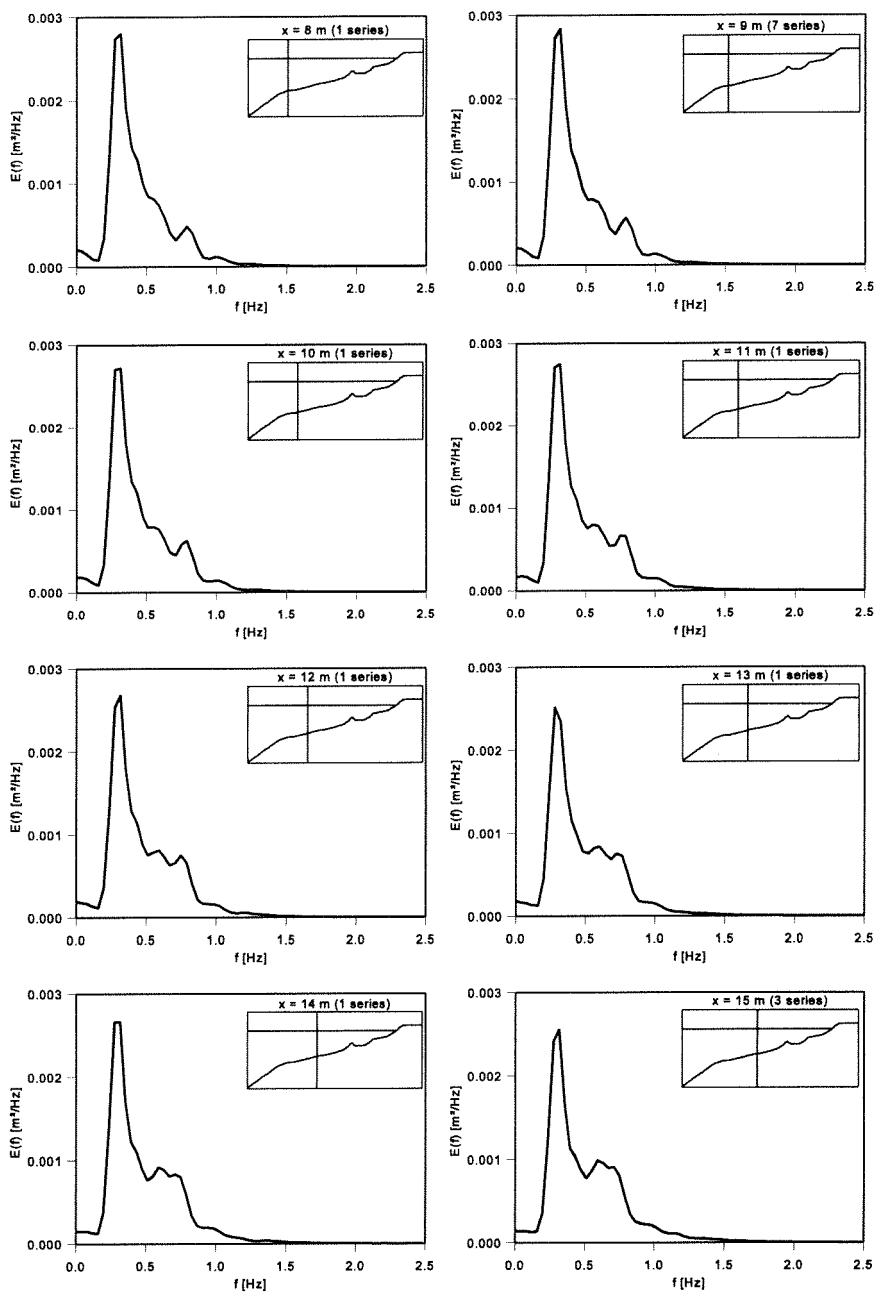 x = 8 m (1 series)
E(f) [m²/Hz]
0.003
0.002
0.001
0.000
0.0 0.5 1.0 1.5 2.0 2.5
f [Hz]
x = 9 m (7 series)
E(f) [m²/Hz]
0.003
0.002
0.001
0.000
0.0 0.5 1.0 1.5 2.0 2.5
f [Hz]
x = 10 m (1 series)
E(f) [m²/Hz]
0.003
0.002
0.001
0.000
0.0 0.5 1.0 1.5 2.0 2.5
f [Hz]
x = 11 m (1 series)
E(f) [m²/Hz]
0.003
0.002
0.001
0.000
0.0 0.5 1.0 1.5 2.0 2.5
f [Hz]
x = 12 m (1 series)
E(f) [m²/Hz]
0.003
0.002
0.001
0.000
0.0 0.5 1.0 1.5 2.0 2.5
f [Hz]
x = 13 m (1 series)
E(f) [m²/Hz]
0.003
0.002
0.001
0.000
0.0 0.5 1.0 1.5 2.0 2.5
f [Hz]
x = 14 m (1 series)
E(f) [m²/Hz]
0.003
0.002
0.001
0.000
0.0 0.5 1.0 1.5 2.0 2.5
f [Hz]
x = 15 m (3 series)
E(f) [m²/Hz]
0.003
0.002
0.001
0.000
0.0 0.5 1.0 1.5 2.0 2.5
f [Hz]